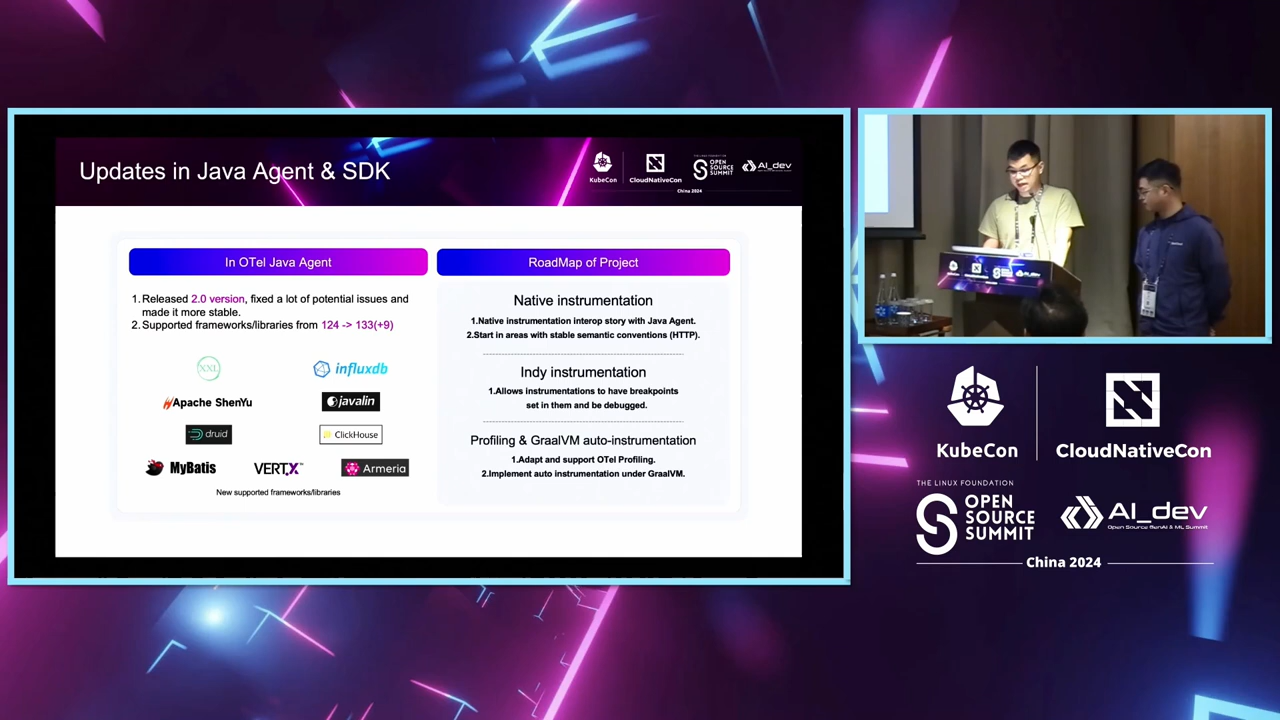 Updates in Java Agent & SDK
KubeCon
CloudNativeCon
OPEN
SOURCE
SUMMIT
AI_dev
China 2024
In OTel Java Agent
1.Released 2.0 version, fixed a lot of potential issues and
made it more stable.
2.Supported frameworks/libraries from 124 -> 133(+9)
XXL
influxdb
Apache ShenYu
javalin
druid
ClickHouse
MyBatis
VERT.X
Armeria
New supported frameworks/libraries
RoadMap of Project
Native instrumentation
1.Native instrumentation interop story with Java Agent.
2.Start in areas with stable semantic conventions (HTTP).
Indy instrumentation
1.Allows instrumentations to have breakpoints
set in them and be debugged.
Profiling & GraalVM auto-instrumentation
1.Adapt and support OTel Profiling.
2.Implement auto instrumentation under GraalVM.
KubeCon
CloudNativeCon
THE LINUX FOUNDATION
OPEN
SOURCE
SUMMIT
AI_dev
Open Source GenAI & ML Summit
China 2024